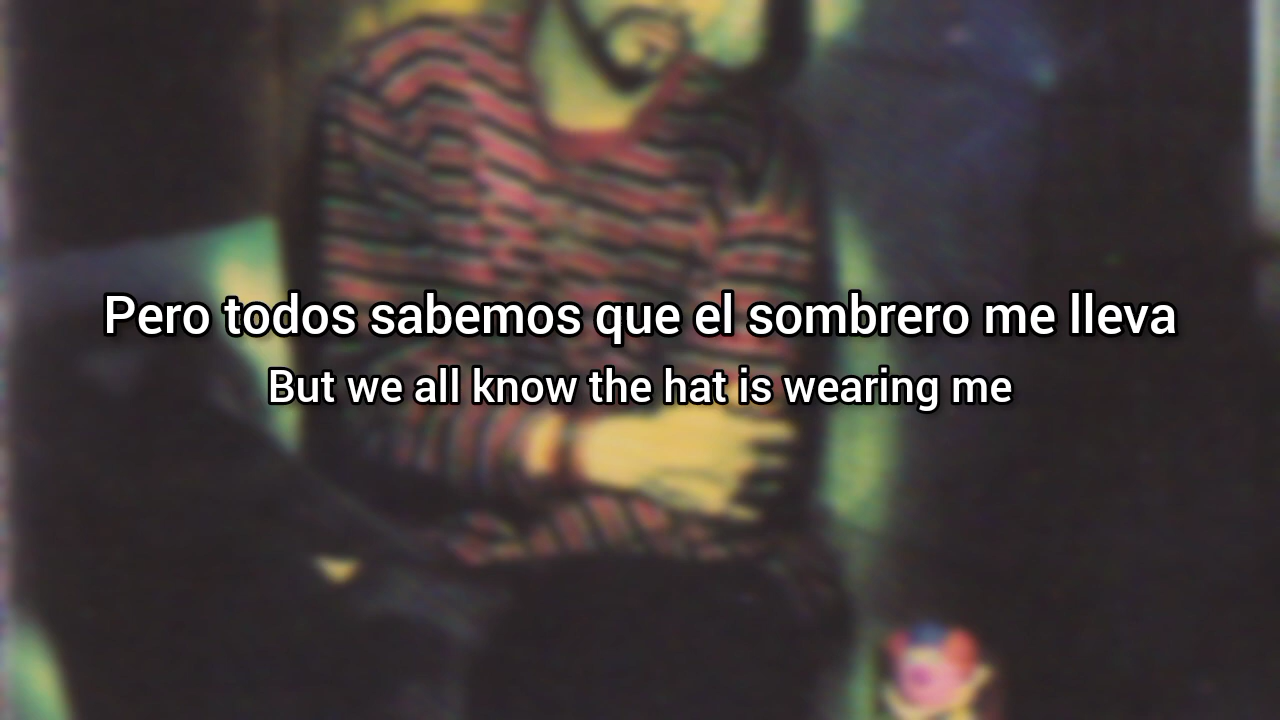 Pero todos sabemos que el sombrero me lleva
But we all know the hat is wearing me